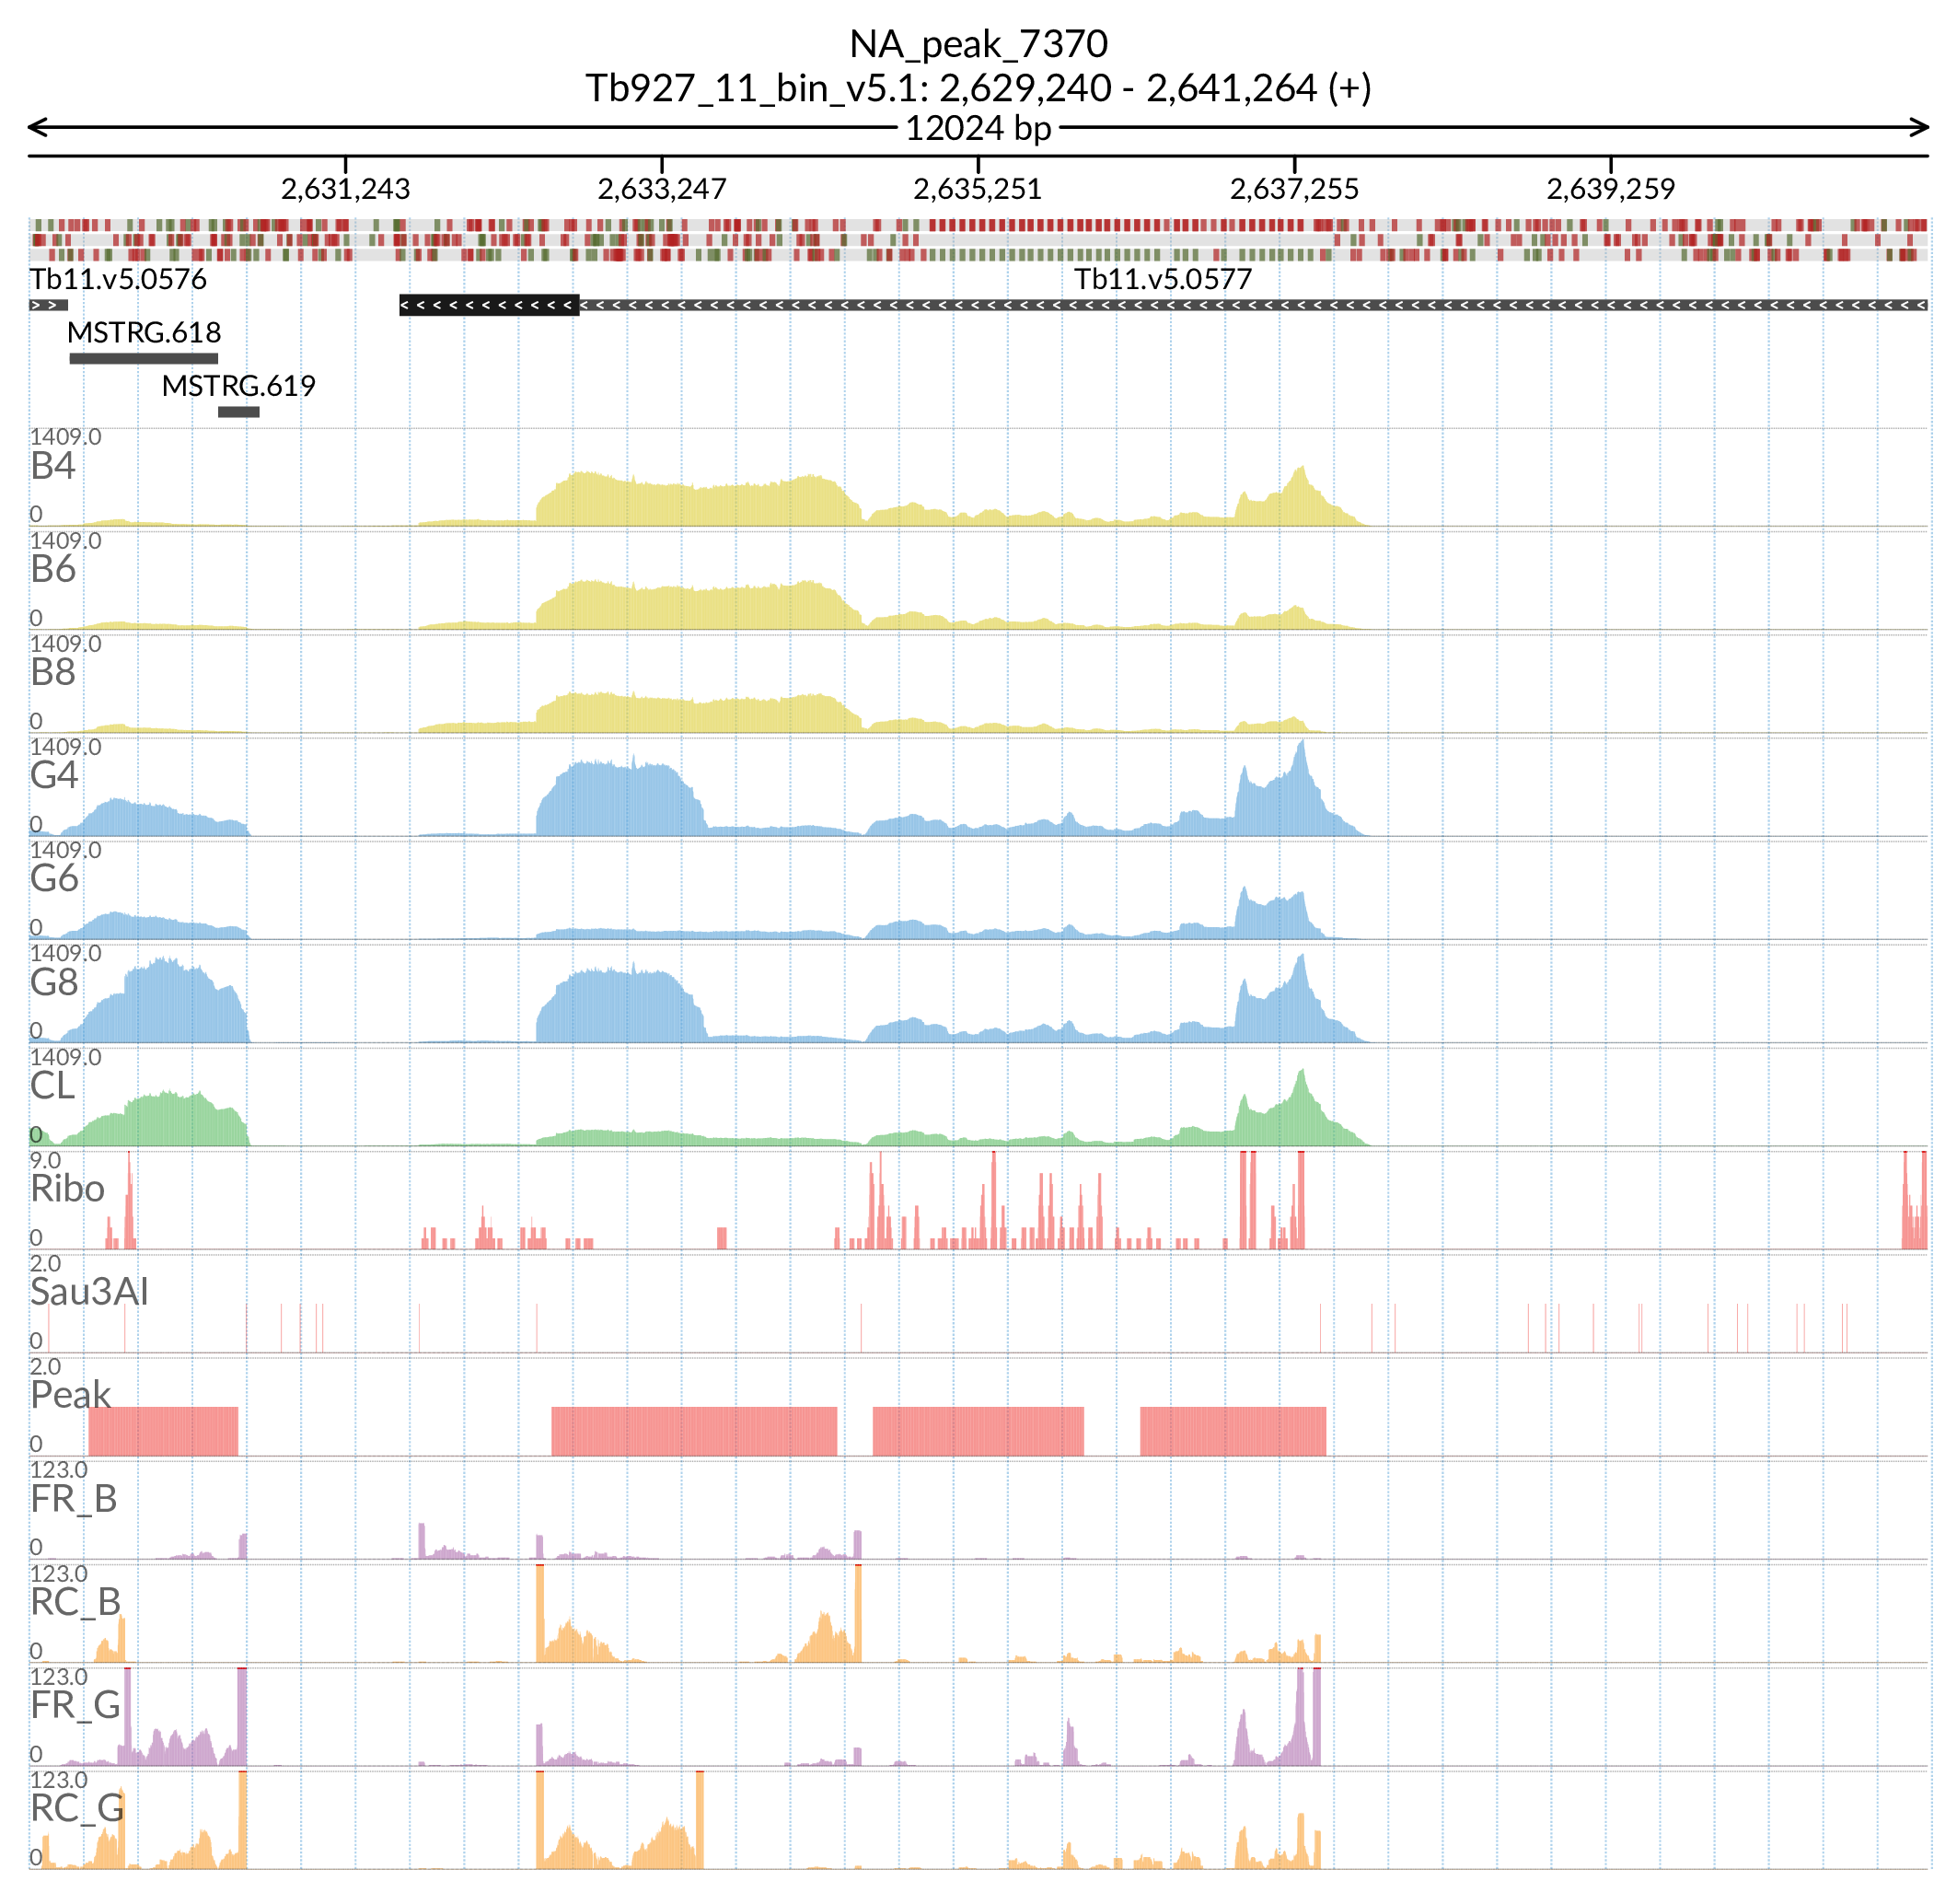 NA_peak_7370
Tb927_11_bin_v5.1: 2,629,240 - 2,641,264 (+)
12024 bp
2,631,243 2,633,247 2,635,251 2,637,255 2,639,259
Tb11.v5.0576 Tb11.v5.0577
MSTRG.618
MSTRG.619
1409.0
B4
0
1409.0
B6
0
1409.0
B8
0
1409.0
G4
0
1409.0
G6
0
1409.0
G8
0
1409.0
CL
0
9.0
Ribo
0
2.0
Sau3AI
0
2.0
Peak
0
123.0
FR_B
0
123.0
RC_B
0
123.0
FR_G
0
123.0
RC_G
0